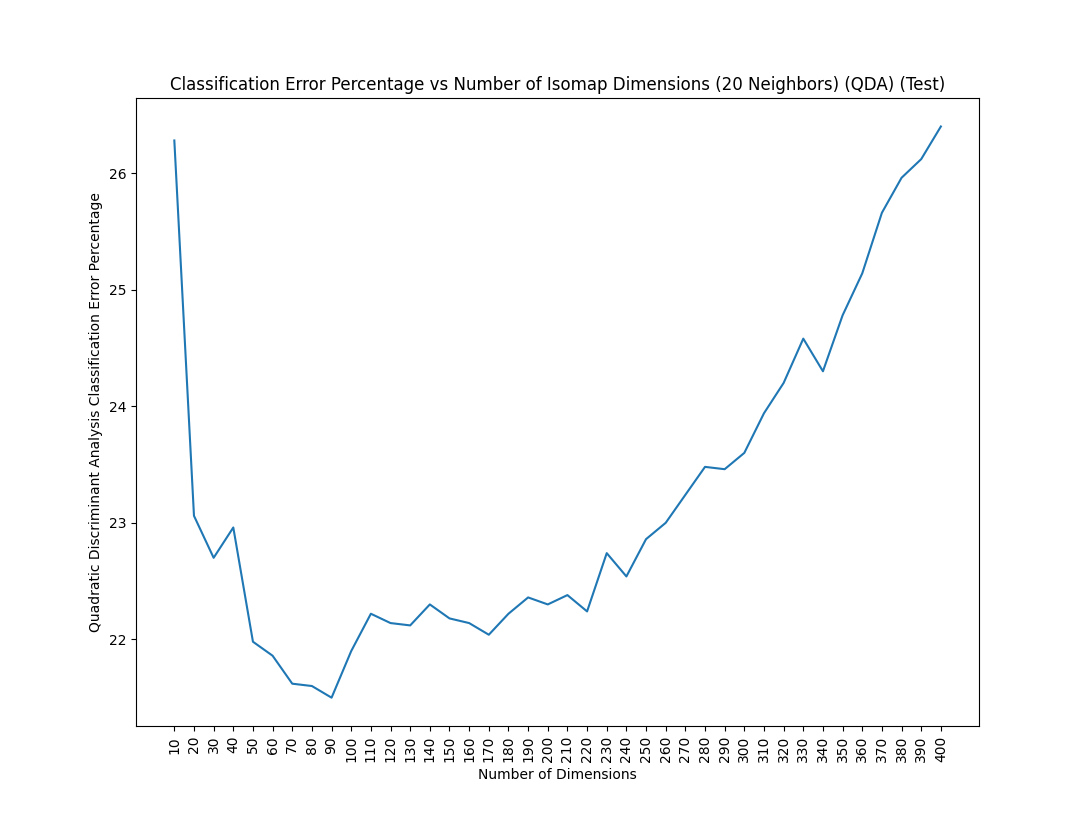 Classification Error Percentage vs Number of Isomap Dimensions (20 Neighbors) (QDA) (Test)
Quadratic Discriminant Analysis Classification Error Percentage
26
25
24
23
22
10 20 30 40 50 60 70 80 90 100 110 120 130 140 150 160 170 180 190 200 210 220 230 240 250 260 270 280 290 300 310 320 330 340 350 360 370 380 390 400
Number of Dimensions